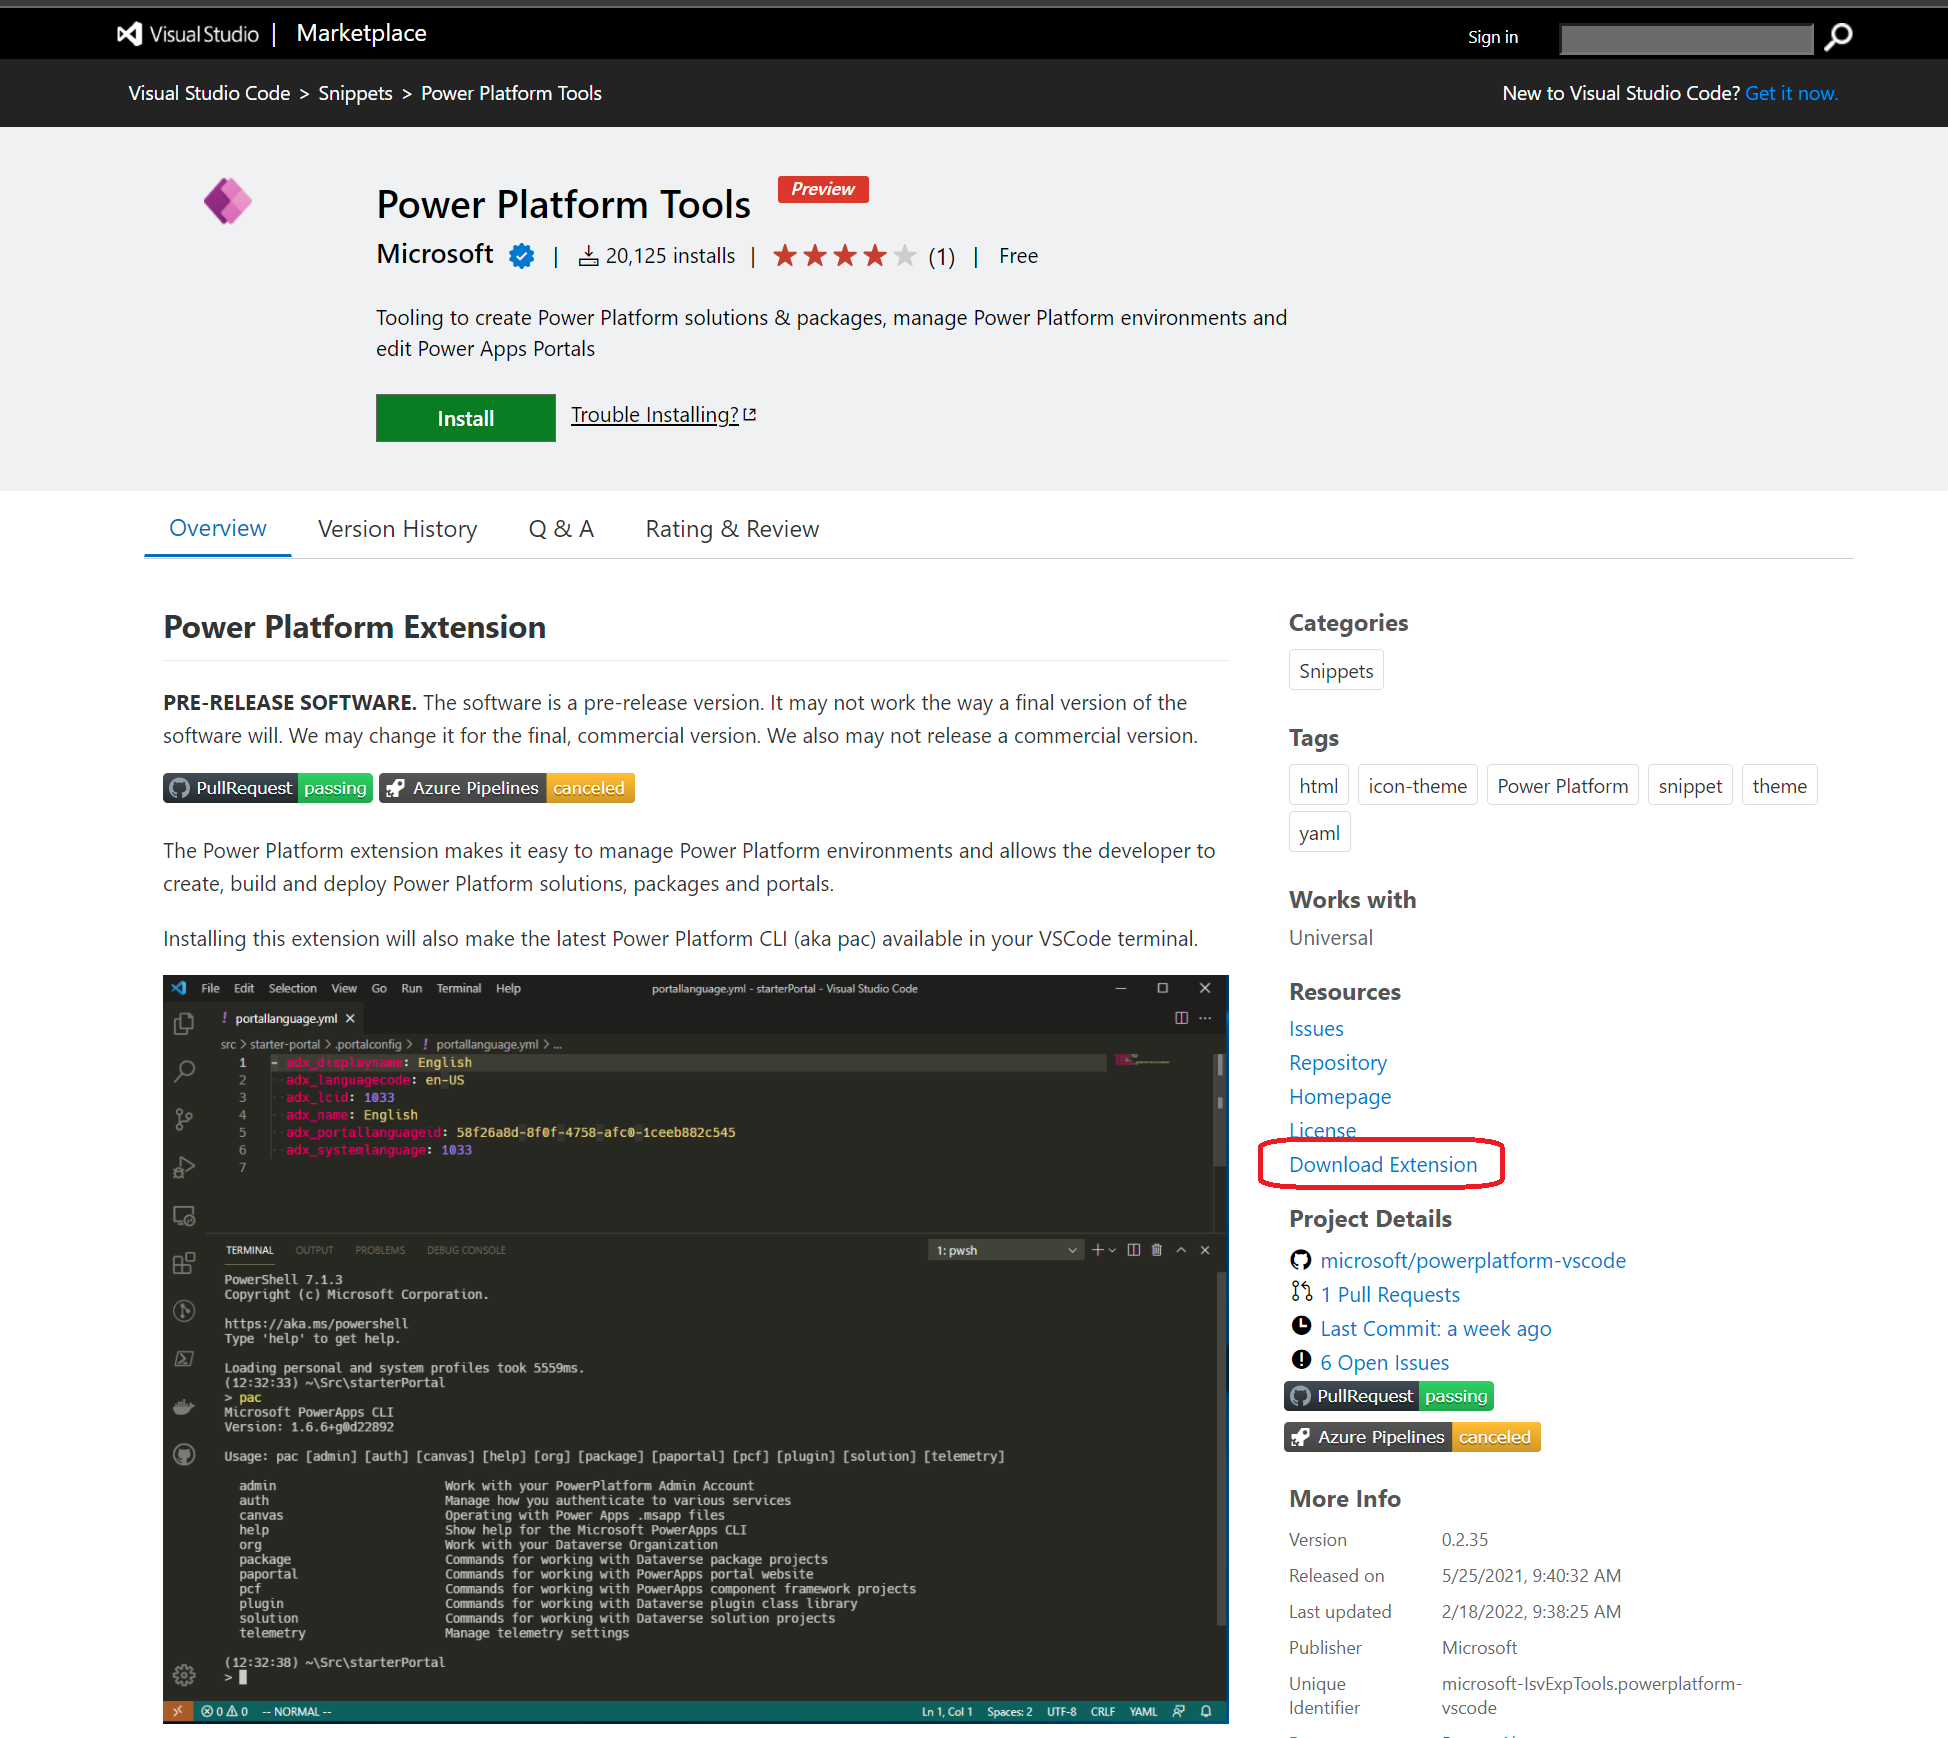 Visual Studio | Marketplace
Sign in
Visual Studio Code > Snippets > Power Platform Tools
New to Visual Studio Code? Get it now.
Power Platform Tools Preview
Microsoft | 20,125 installs | (1) | Free
Tooling to create Power Platform solutions & packages, manage Power Platform environments and
edit Power Apps Portals
Install Trouble Installing?
Overview Version History Q & A Rating & Review
Power Platform Extension
PRE-RELEASE SOFTWARE. The software is a pre-release version. It may not work the way a final version of the
software will. We may change it for the final, commercial version. We also may not release a commercial version.
PullRequest passing Azure Pipelines canceled
The Power Platform extension makes it easy to manage Power Platform environments and allows the developer to
create, build and deploy Power Platform solutions, packages and portals.
Installing this extension will also make the latest Power Platform CLI (aka pac) available in your VSCode terminal.
File Edit Selection View Go Run Terminal Help portallanguage.yml - starterPortal - Visual Studio Code
! portallanguage.yml
src > starter-portal > .portalconfig > ! portallanguage.yml > ...
1 - adx_displayname: English
2 adx_languagecode: en-US
3 adx_lcid: 1033
4 adx_name: English
5 adx_portallanguageid: 58f26a8d-8f0f-4758-afc0-1ceeb882c545
6 adx_systemlanguage: 1033
7
TERMINAL OUTPUT PROBLEMS DEBUG CONSOLE 1: pwsh
PowerShell 7.1.3
Copyright (c) Microsoft Corporation.
https://aka.ms/powershell
Type 'help' to get help.
Loading personal and system profiles took 5559ms.
(12:32:33) ~\Src\starterPortal
> pac
Microsoft PowerApps CLI
Version: 1.6.6+g0d22892
Usage: pac [admin] [auth] [canvas] [help] [org] [package] [paportal] [pcf] [plugin] [solution] [telemetry]
admin Work with your PowerPlatform Admin Account
auth Manage how you authenticate to various services
canvas Operating with Power Apps .msapp files
help Show help for the Microsoft PowerApps CLI
org Work with your Dataverse Organization
package Commands for working with Dataverse package projects
paportal Commands for working with PowerApps portal website
pcf Commands for working with PowerApps component framework projects
plugin Commands for working with Dataverse plugin class library
solution Commands for working with Dataverse solution projects
telemetry Manage telemetry settings
(12:32:38) ~\Src\starterPortal
>
0 0 -- NORMAL -- Ln 1, Col 1 Spaces: 2 UTF-8 CRLF YAML
Categories
Snippets
Tags
html icon-theme Power Platform snippet theme
yaml
Works with
Universal
Resources
Issues
Repository
Homepage
License
Download Extension
Project Details
microsoft/powerplatform-vscode
1 Pull Requests
Last Commit: a week ago
6 Open Issues
PullRequest passing
Azure Pipelines canceled
More Info
Version 0.2.35
Released on 5/25/2021, 9:40:32 AM
Last updated 2/18/2022, 9:38:25 AM
Publisher Microsoft
Unique Identifier microsoft-IsvExpTools.powerplatform-vscode